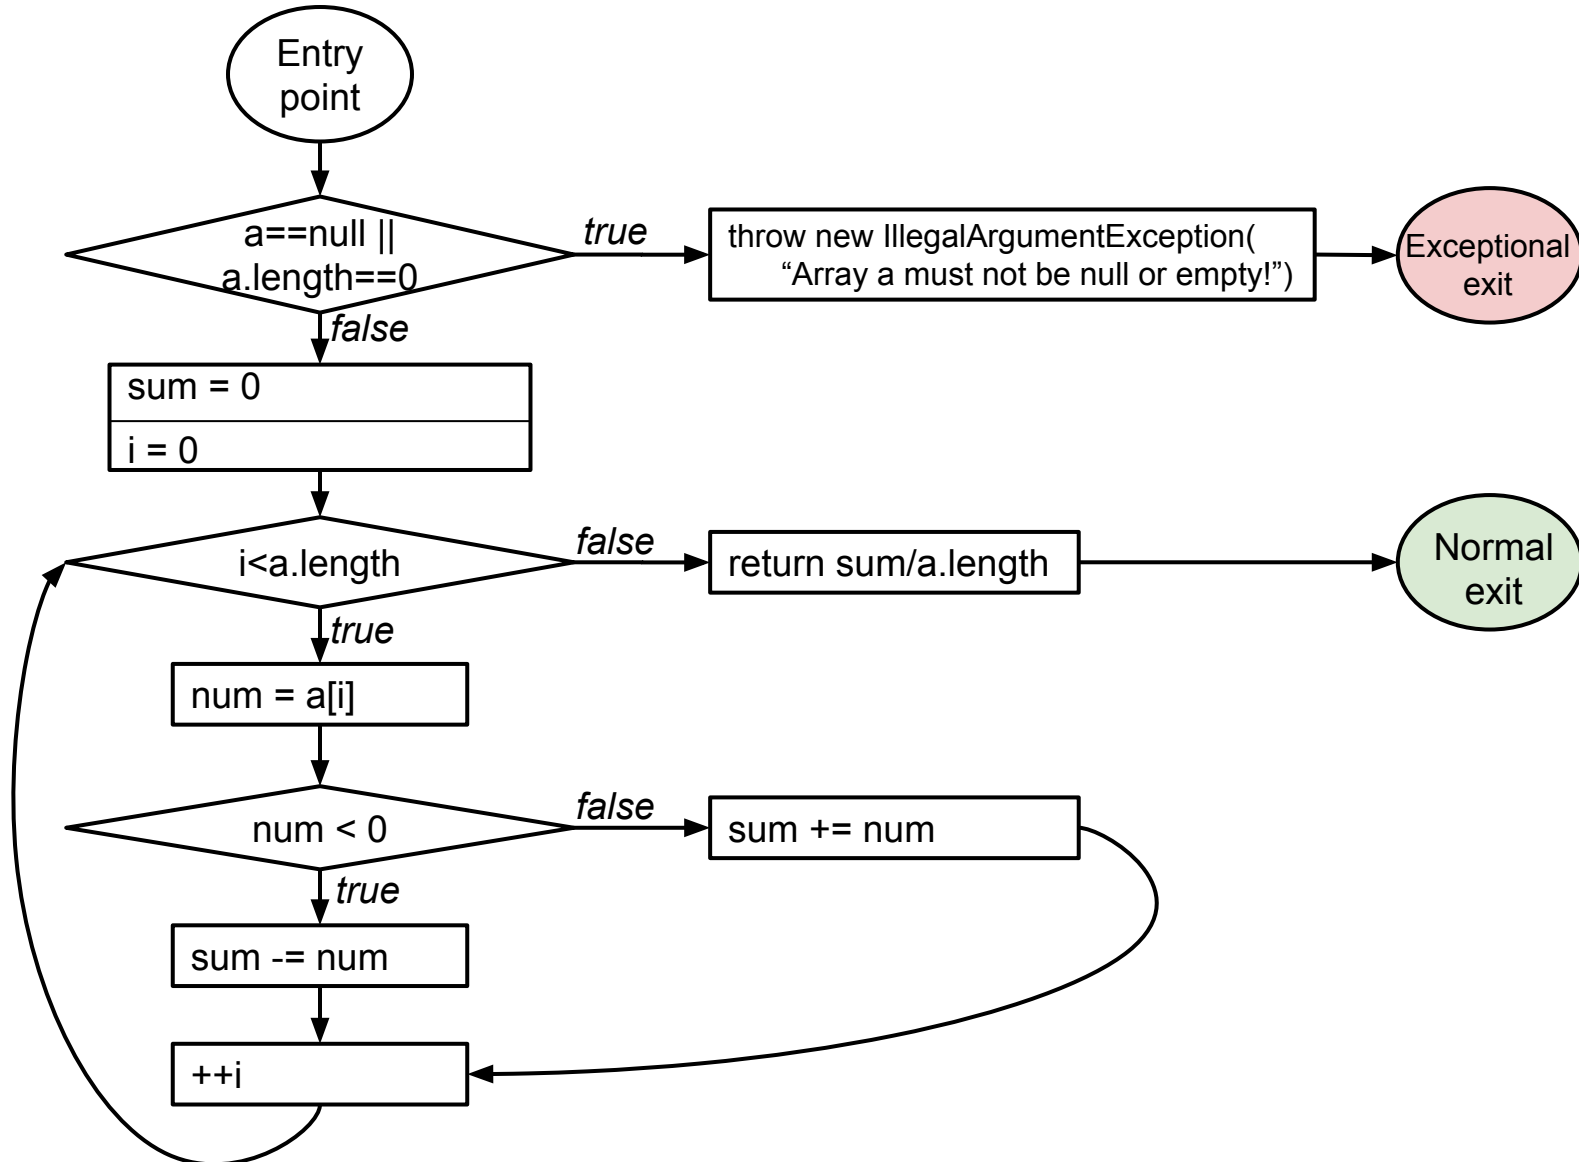 Entry
point
a==null ||
a.length==0
true
throw new IllegalArgumentException(
“Array a must not be null or empty!”)
Exceptional
exit
false
sum = 0
i = 0
i<a.length
false
return sum/a.length
Normal
exit
true
num = a[i]
num < 0
false
sum += num
true
sum -= num
++i